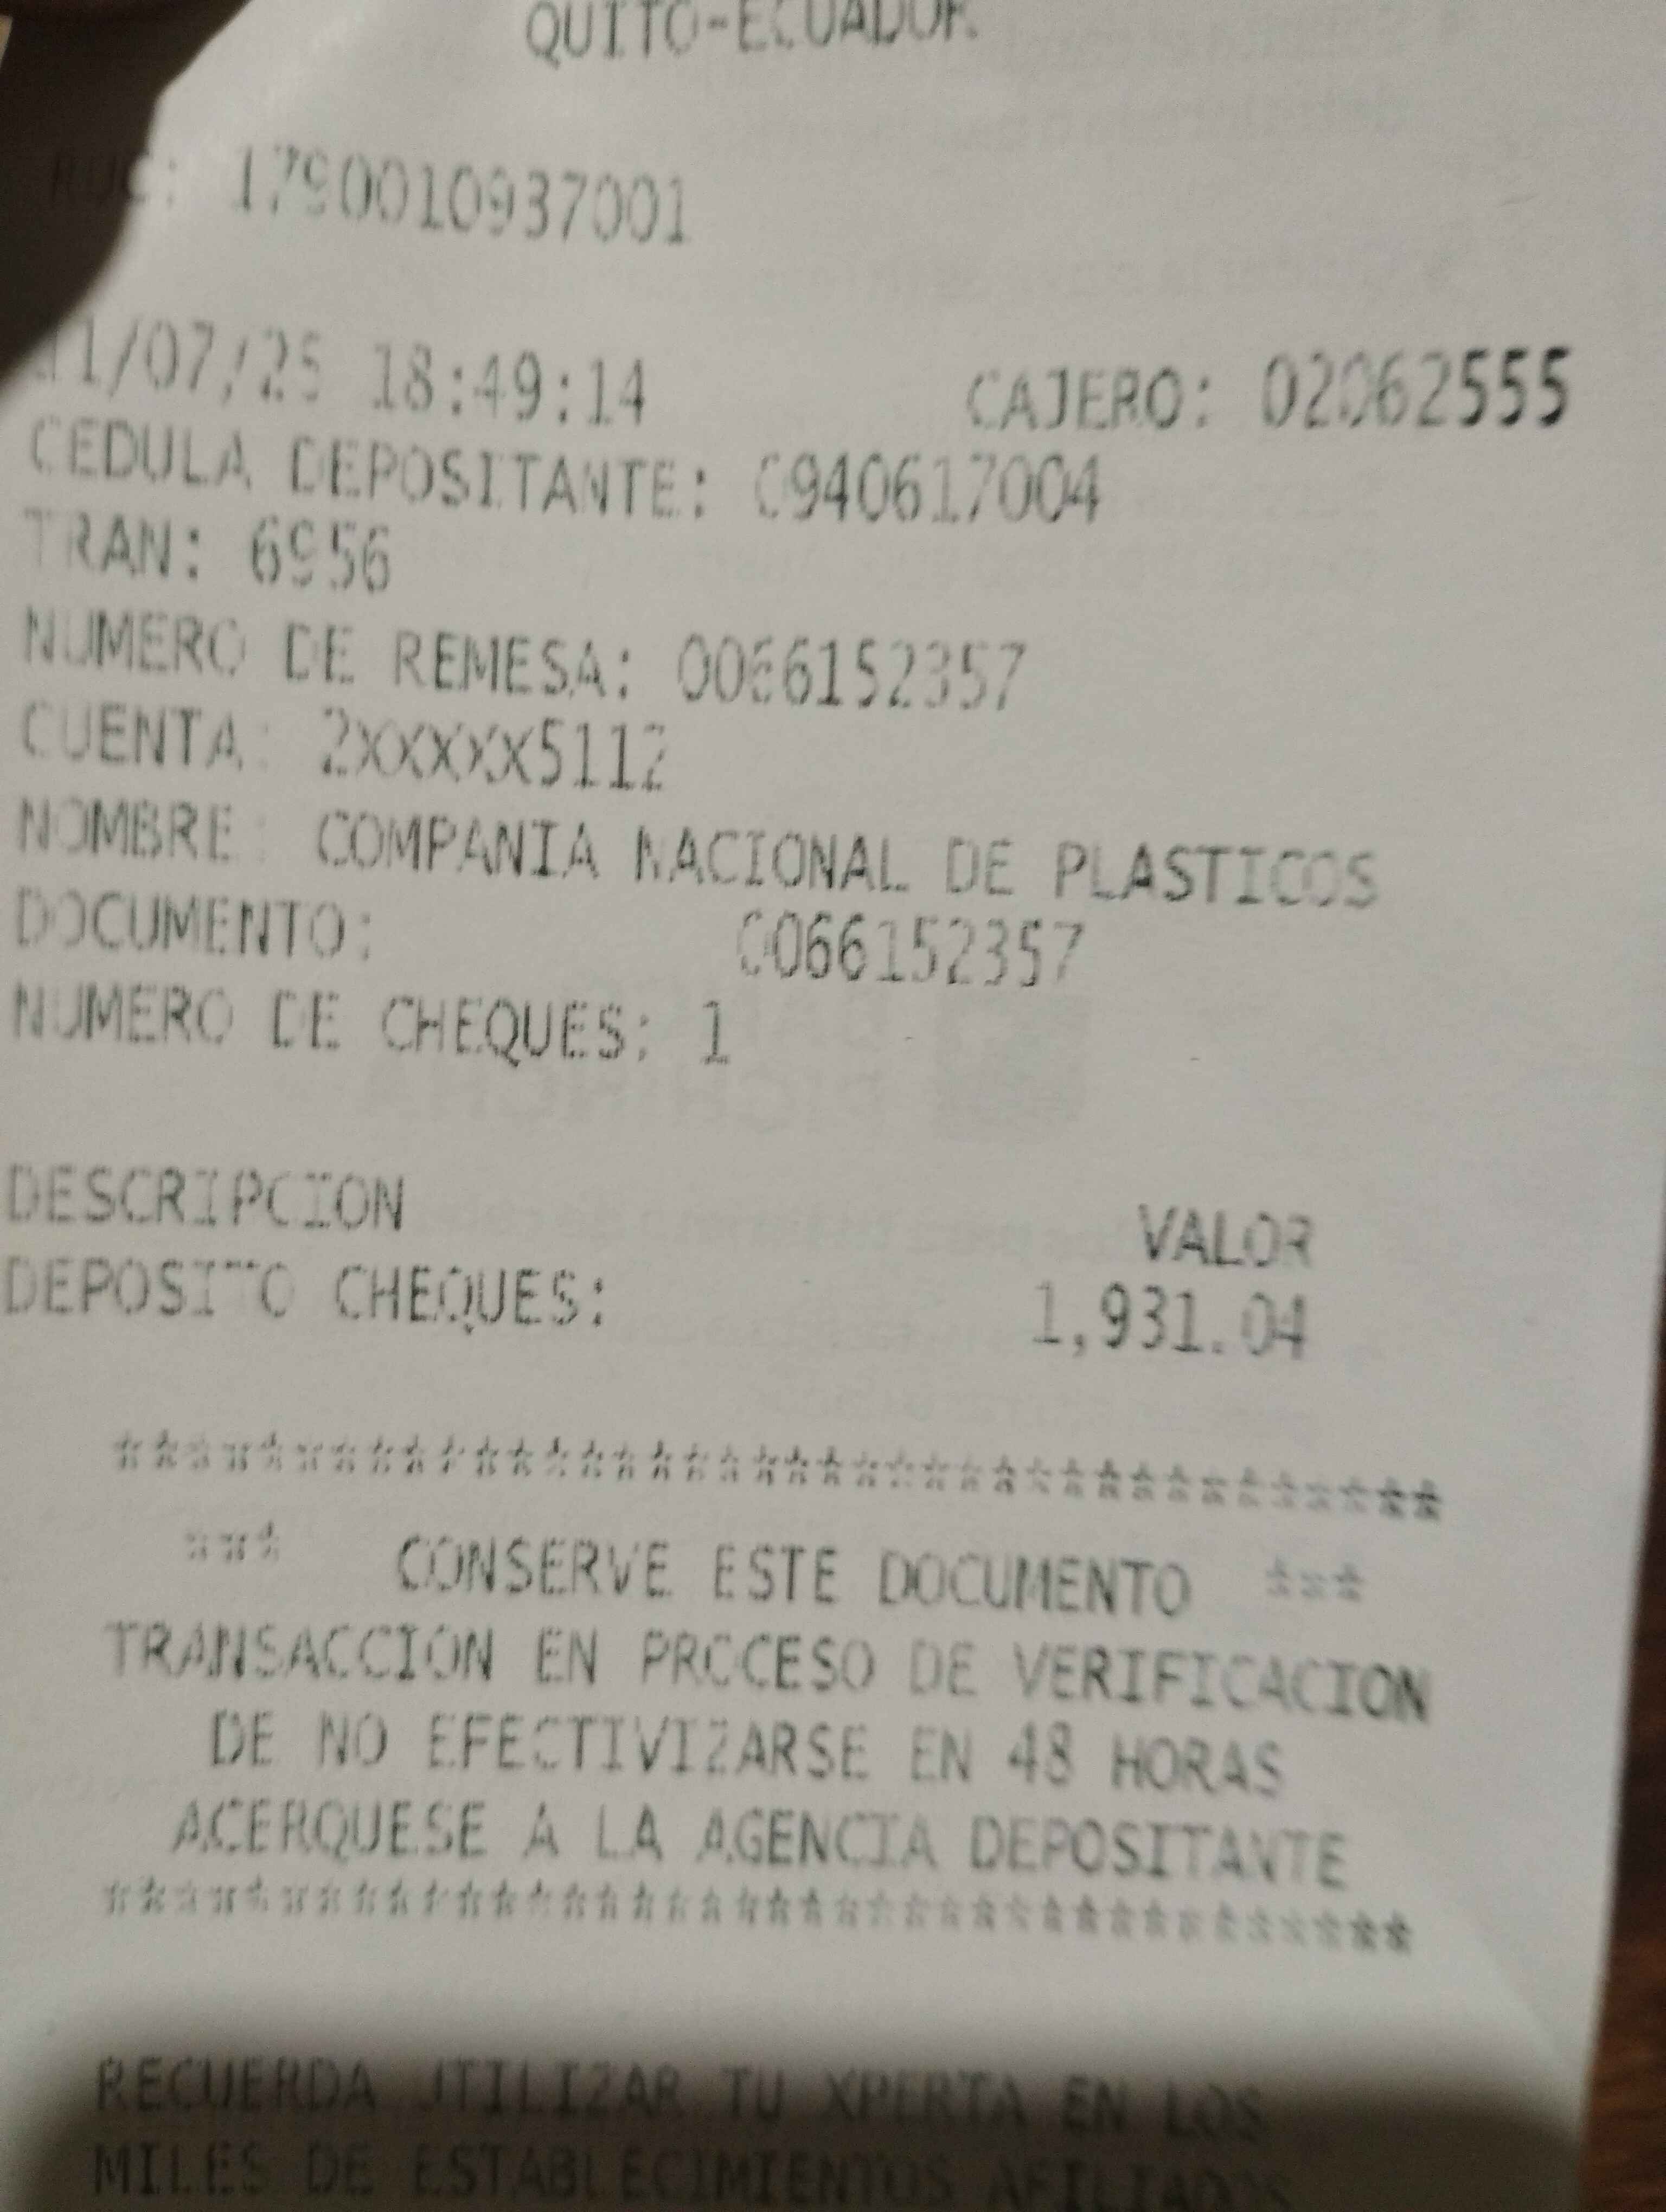 QUITO-ECUADOR
RUC: 1790010937001
11/07/25 18:49:14 CAJERO: 02062555
CEDULA DEPOSITANTE: 0940617004
TRAN: 6956
NUMERO DE REMESA: 0066152357
CUENTA: 2XXXXXX5112
NOMBRE: COMPANIA NACIONAL DE PLASTICOS
DOCUMENTO: 0066152357
NUMERO DE CHEQUES: 1
DESCRIPCION VALOR
DEPOSITO CHEQUES: 1,931.04
**************************************
*** CONSERVE ESTE DOCUMENTO ***
TRANSACCION EN PROCESO DE VERIFICACION
DE NO EFECTIVIZARSE EN 48 HORAS
ACERQUESE A LA AGENCIA DEPOSITANTE
**************************************
RECUERDA UTILIZAR TU XPERTA EN LOS
MILES DE ESTABLECIMIENTOS AFILIADOS